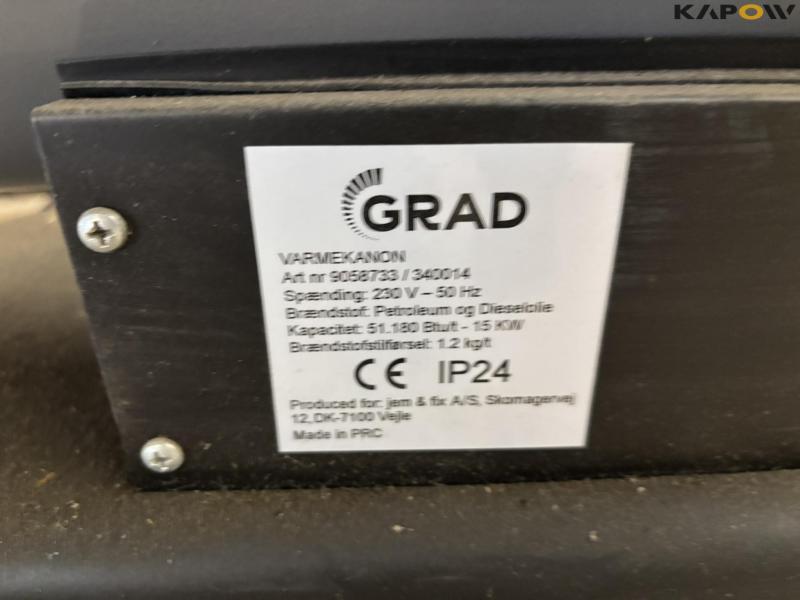 KAPOW
GRAD
VARMEKANON
Art nr 9058733 / 340014
Spænding: 230 V – 50 Hz
Brændstof: Petroleum og Dieselolie
Kapacitet: 51.180 Btu/t - 15 KW
Brændstofstilførsel: 1.2 kg/t
CE IP24
Produced for: jem & fix A/S, Skomagervej
12, DK-7100 Vejle
Made in PRC